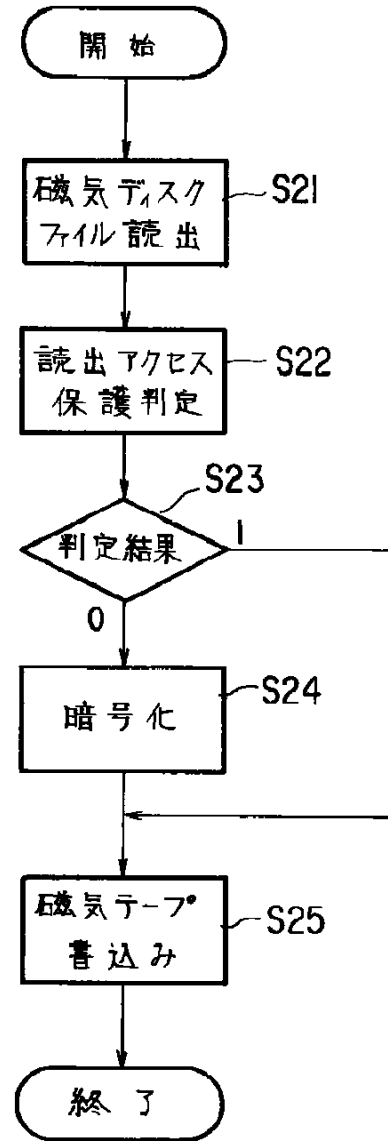 開始
磁気ディスク
ファイル読出
S21
読出アクセス
保護判定
S22
S23
判定結果
1
0
暗号化
S24
磁気テープ
書込み
S25
終了